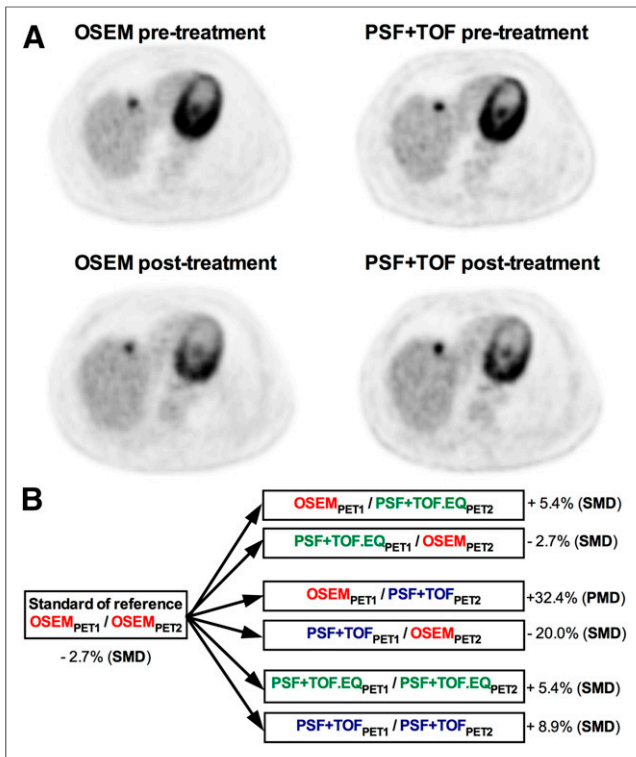 A
OSEM pre-treatment
PSF+TOF pre-treatment
OSEM post-treatment
PSF+TOF post-treatment
B
OSEMPET1 / PSF+TOF.EQPET2 + 5.4% (SMD)
PSF+TOF.EQPET1 / OSEMPET2 - 2.7% (SMD)
Standard of reference
OSEMPET1 / OSEMPET2
- 2.7% (SMD)
OSEMPET1 / PSF+TOFPET2 +32.4% (PMD)
PSF+TOFPET1 / OSEMPET2 - 20.0% (SMD)
PSF+TOF.EQPET1 / PSF+TOF.EQPET2 + 5.4% (SMD)
PSF+TOFPET1 / PSF+TOFPET2 + 8.9% (SMD)